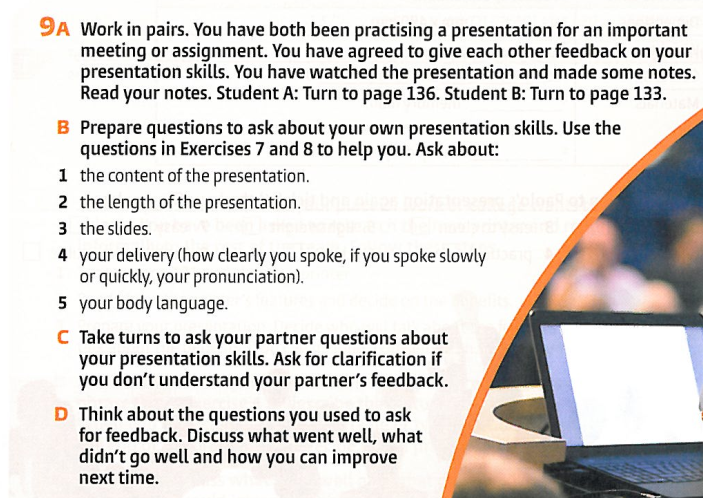 9A Work in pairs. You have both been practising a presentation for an important
meeting or assignment. You have agreed to give each other feedback on your
presentation skills. You have watched the presentation and made some notes.
Read your notes. Student A: Turn to page 136. Student B: Turn to page 133.
B Prepare questions to ask about your own presentation skills. Use the
questions in Exercises 7 and 8 to help you. Ask about:
1 the content of the presentation.
2 the length of the presentation.
3 the slides.
4 your delivery (how clearly you spoke, if you spoke slowly
or quickly, your pronunciation).
5 your body language.
C Take turns to ask your partner questions about
your presentation skills. Ask for clarification if
you don't understand your partner's feedback.
D Think about the questions you used to ask
for feedback. Discuss what went well, what
didn't go well and how you can improve
next time.